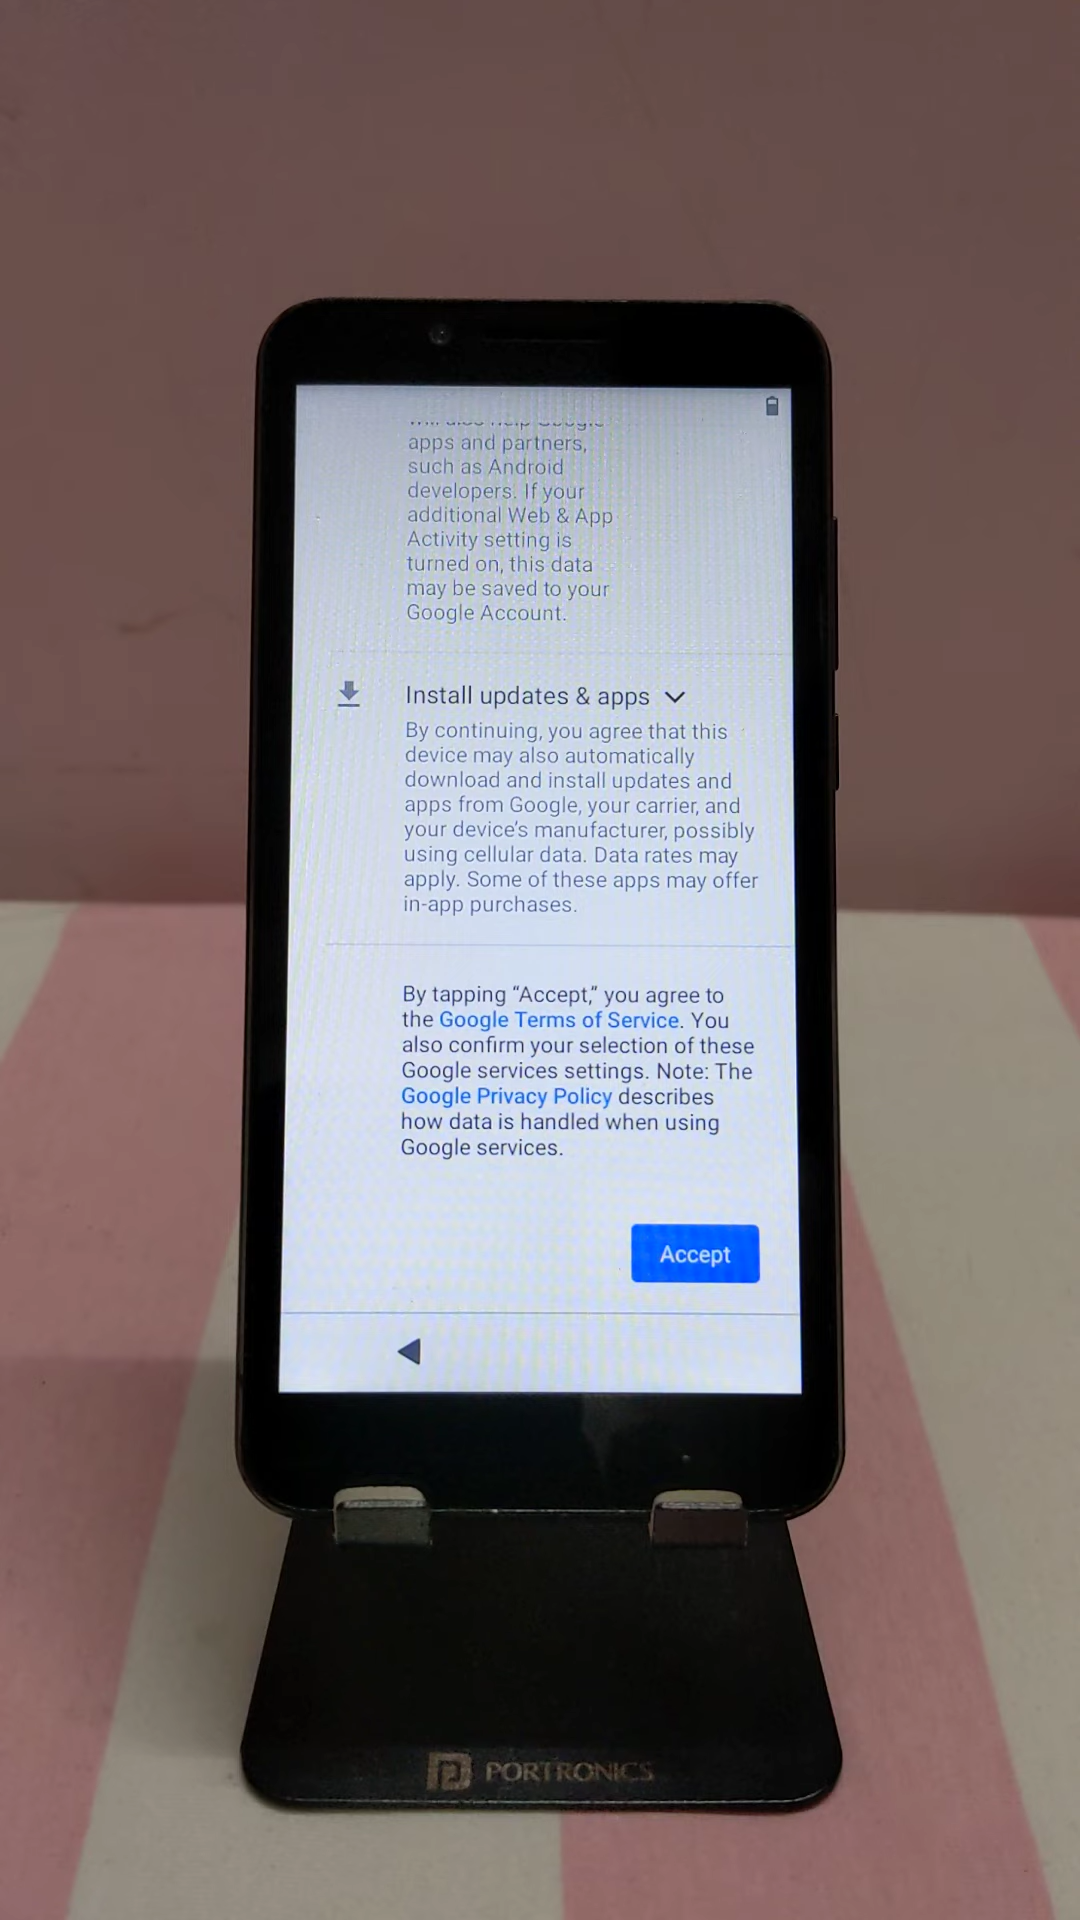 apps and partners,
such as Android
developers. If your
additional Web & App
Activity setting is
turned on, this data
may be saved to your
Google Account.
Install updates & apps
By continuing, you agree that this
device may also automatically
download and install updates and
apps from Google, your carrier, and
your device’s manufacturer, possibly
using cellular data. Data rates may
apply. Some of these apps may offer
in-app purchases.
By tapping “Accept,“ you agree to
the Google Terms of Service. You
also confirm your selection of these
Google services settings. Note: The
Google Privacy Policy describes
how data is handled when using
Google services.
Accept
PORTRONICS